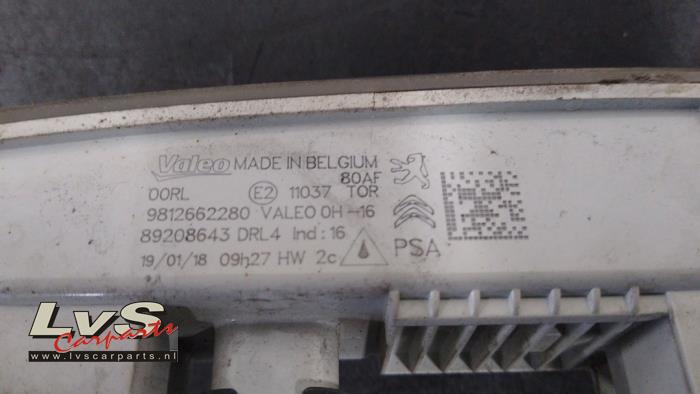 Valeo MADE IN BELGIUM
80AF
00RL E2 11037 TOR
9812662280 VALEO 0H-16
89208643 DRL4 Ind: 16
19/01/18 09h27 HW 2c
PSA
LvS
Carparts
www.lvscarparts.nl